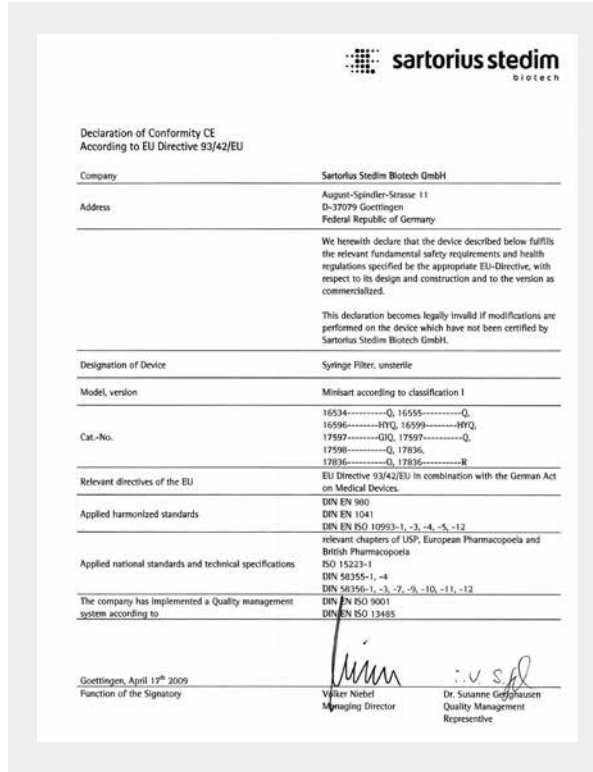 sartorius stedim
biotech
Declaration of Conformity CE
According to EU Directive 93/42/EU
Company
Sartorius Stedim Biotech GmbH
Address
August-Spindler-Strasse 11
D-37079 Goettingen
Federal Republic of Germany
We herewith declare that the device described below fulfills
the relevant fundamental safety requirements and health
regulations specified be the appropriate EU-Directive, with
respect to its design and construction and to the version as
commercialized.
This declaration becomes legally invalid if modifications are
performed on the device which have not been certified by
Sartorius Stedim Biotech GmbH.
Designation of Device
Syringe Filter, unsterile
Model, version
Minisart according to classification I
Cat.-No.
16534----------Q, 16555----------Q,
16596--------HYQ, 16599--------HYQ,
17597--------GIQ, 17597----------Q,
17598----------Q, 17836,
17836----------O, 17836----------R
Relevant directives of the EU
EU Directive 93/42/EU in combination with the German Act
on Medical Devices.
Applied harmonized standards
DIN EN 980
DIN EN 1041
DIN EN ISO 10993-1, -3, -4, -5, -12
Applied national standards and technical specifications
relevant chapters of USP, European Pharmacopoeia and
British Pharmacopoeia
ISO 15223-1
DIN 58355-1, -4
DIN 58356-1, -3, -7, -9, -10, -11, -12
The company has implemented a Quality management
system according to
DIN EN ISO 9001
DIN EN ISO 13485
Goettingen, April 17th 2009
Function of the Signatory
Volker Niebel
Managing Director
Dr. Susanne
Quality Management
Representive